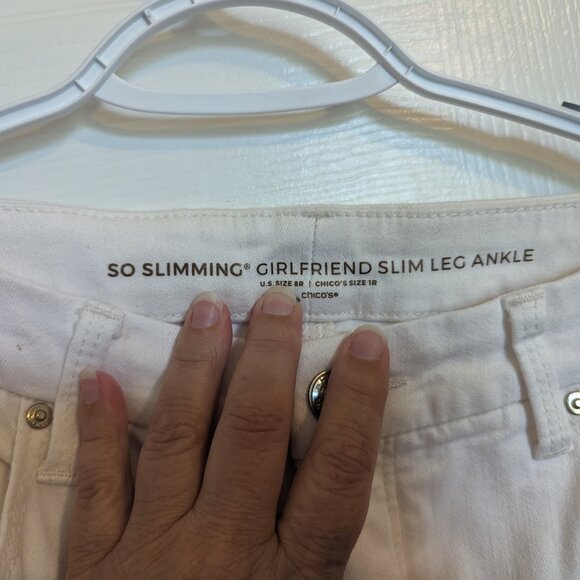 SO SLIMMING® GIRLFRIEND SLIM LEG ANKLE
U.S. SIZE 8R | CHICO'S SIZE 1R
chico's®